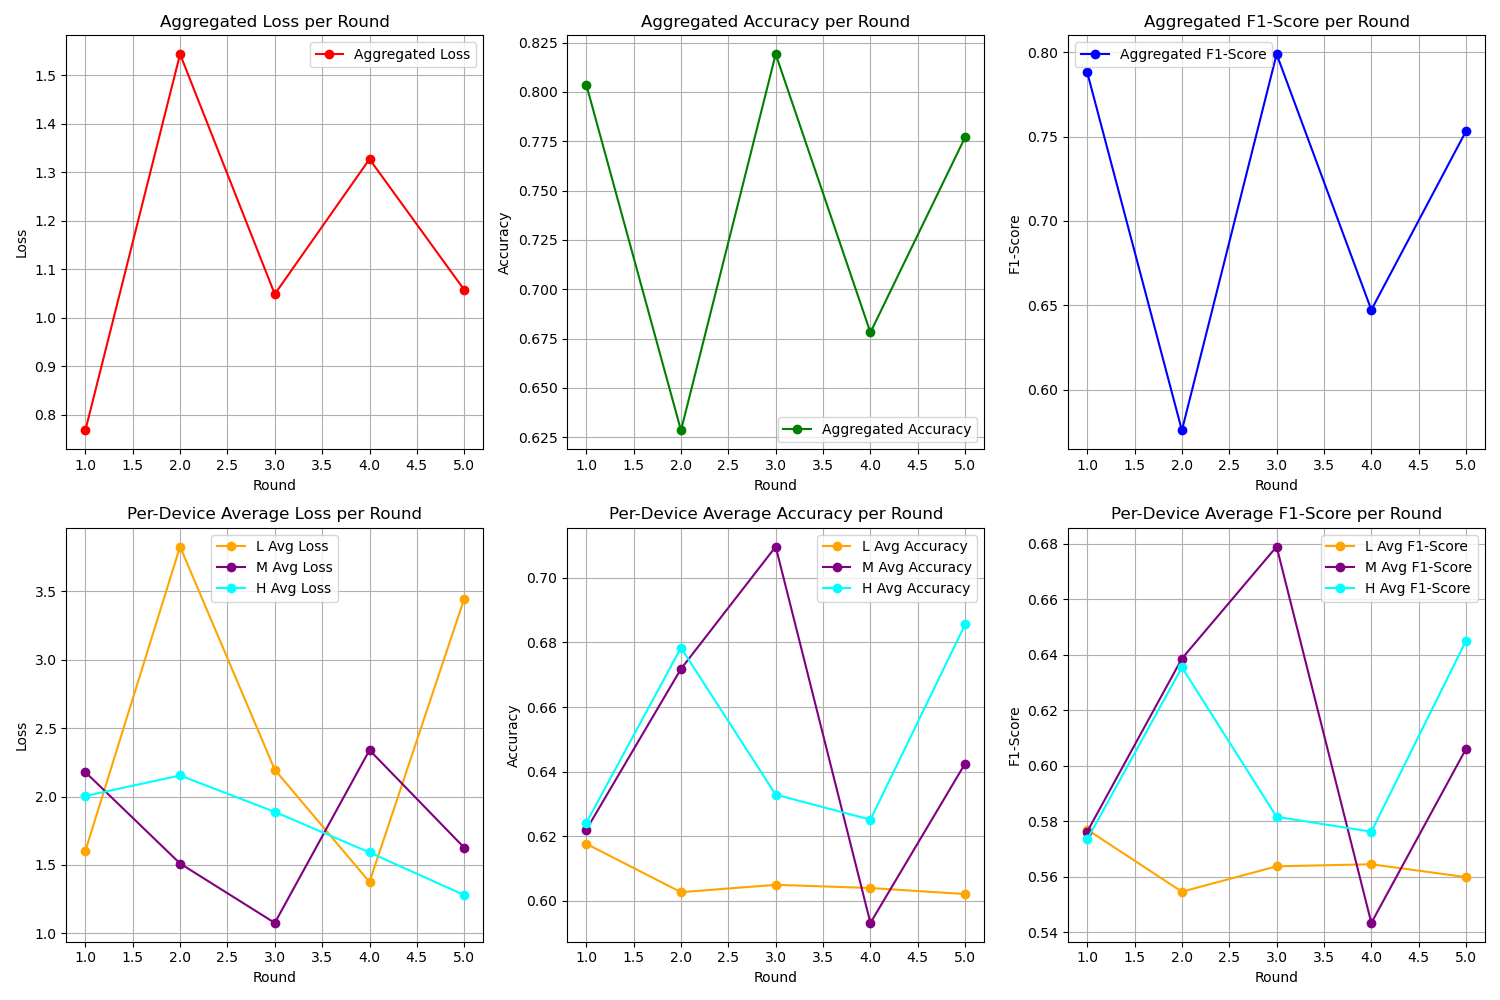 Aggregated Loss per Round
Loss
1.5
1.4
1.3
1.2
1.1
1.0
0.9
0.8
Aggregated Loss
1.0 1.5 2.0 2.5 3.0 3.5 4.0 4.5 5.0
Round
Aggregated Accuracy per Round
Accuracy
0.825
0.800
0.775
0.750
0.725
0.700
0.675
0.650
0.625
Aggregated Accuracy
1.0 1.5 2.0 2.5 3.0 3.5 4.0 4.5 5.0
Round
Aggregated F1-Score per Round
F1-Score
0.80
0.75
0.70
0.65
0.60
Aggregated F1-Score
1.0 1.5 2.0 2.5 3.0 3.5 4.0 4.5 5.0
Round
Per-Device Average Loss per Round
Loss
3.5
3.0
2.5
2.0
1.5
1.0
L Avg Loss
M Avg Loss
H Avg Loss
1.0 1.5 2.0 2.5 3.0 3.5 4.0 4.5 5.0
Round
Per-Device Average Accuracy per Round
Accuracy
0.70
0.68
0.66
0.64
0.62
0.60
L Avg Accuracy
M Avg Accuracy
H Avg Accuracy
1.0 1.5 2.0 2.5 3.0 3.5 4.0 4.5 5.0
Round
Per-Device Average F1-Score per Round
F1-Score
0.68
0.66
0.64
0.62
0.60
0.58
0.56
0.54
L Avg F1-Score
M Avg F1-Score
H Avg F1-Score
1.0 1.5 2.0 2.5 3.0 3.5 4.0 4.5 5.0
Round